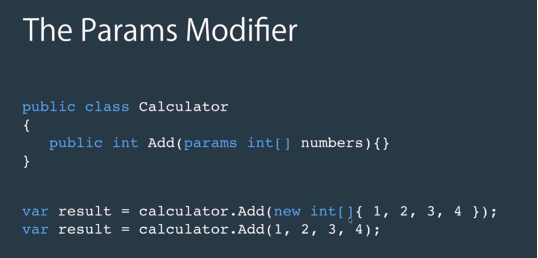 The Params Modifier
public class Calculator
{
public int Add(params int[] numbers){}
}
var result = calculator.Add(new int[]{ 1, 2, 3, 4 });
var result = calculator.Add(1, 2, 3, 4);